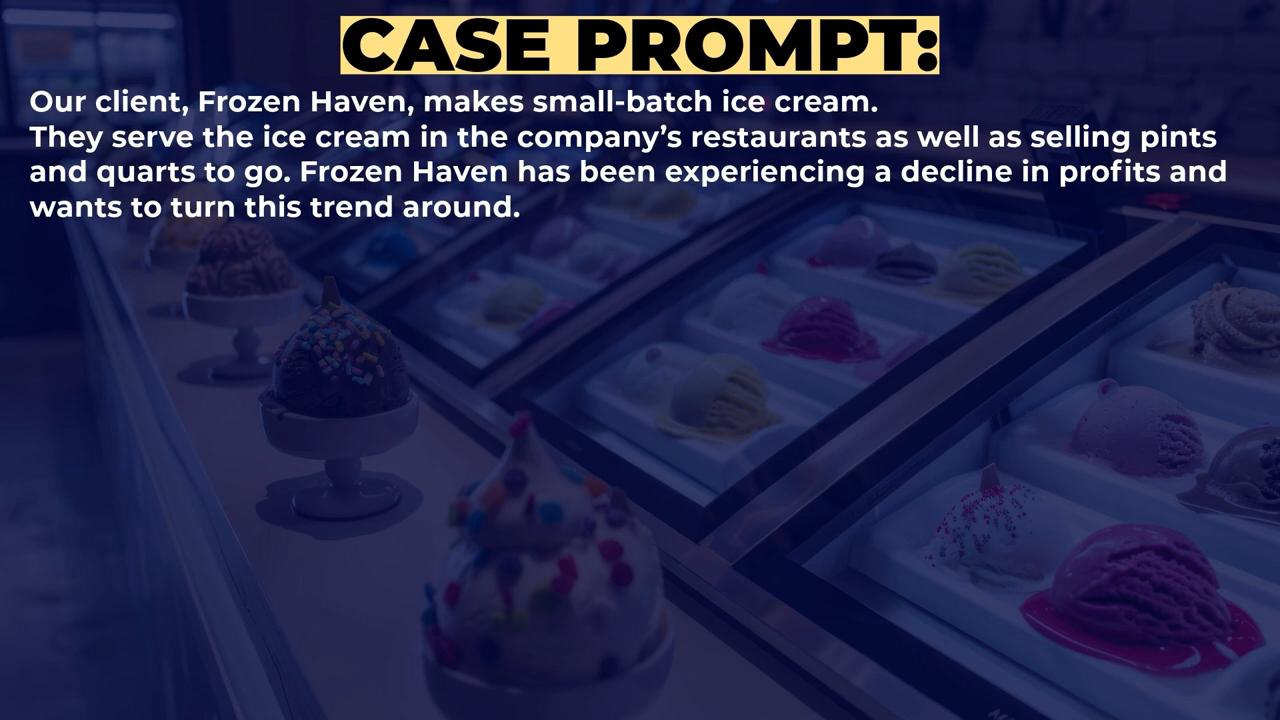 CASE PROMPT:
Our client, Frozen Haven, makes small-batch ice cream.
They serve the ice cream in the company’s restaurants as well as selling pints
and quarts to go. Frozen Haven has been experiencing a decline in profits and
wants to turn this trend around.